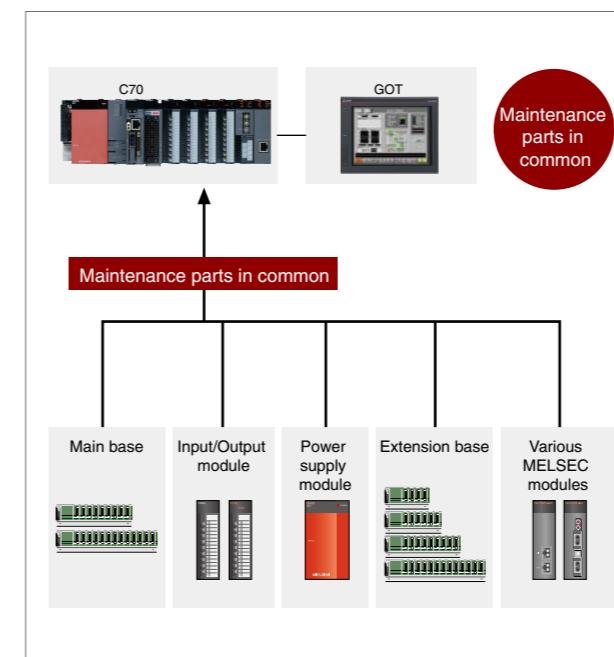 C70
GOT
Maintenance
parts in
common
Maintenance parts in common
Main base
Input/Output
module
Power
supply
module
Extension base
Various
MELSEC
modules